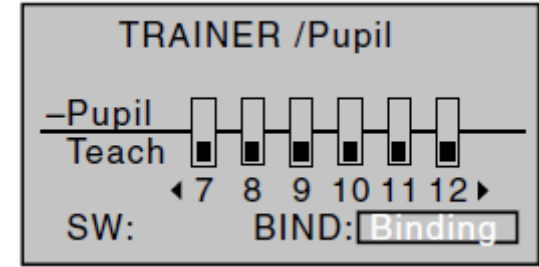 TRAINER /Pupil
–Pupil
Teach
7 8 9 10 11 12
SW: BIND: Binding